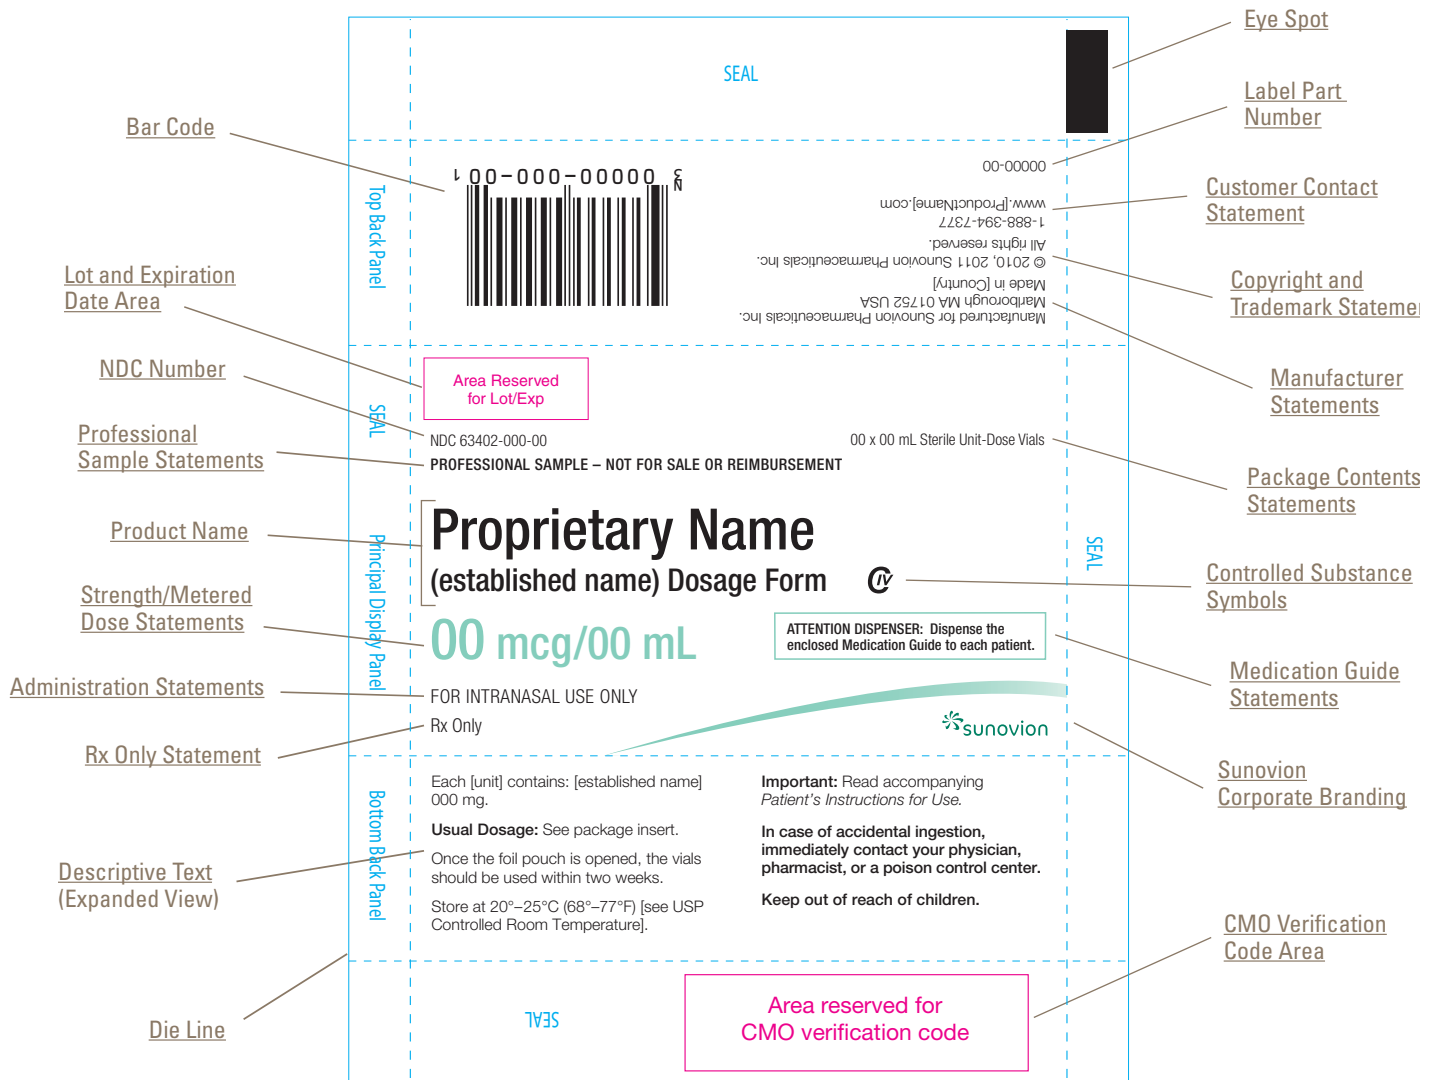 Eye Spot
SEAL
Label Part
Number
Bar Code
Top Back Panel
N 3 00000-000-00 1
00000-00
Customer Contact
Statement
www.[ProductName].com
1-888-394-7377
All rights reserved.
© 2010, 2011 Sunovion Pharmaceuticals Inc.
Made in [Country]
Marlborough MA 01752 USA
Manufactured for Sunovion Pharmaceuticals Inc.
Copyright and
Trademark Stateme
Lot and Expiration
Date Area
Area Reserved
for Lot/Exp
Manufacturer
Statements
NDC Number
SEAL
NDC 63402-000-00
00 x 00 mL Sterile Unit-Dose Vials
Professional
Sample Statements
PROFESSIONAL SAMPLE – NOT FOR SALE OR REIMBURSEMENT
Package Contents
Statements
Product Name
Proprietary Name
(established name) Dosage Form
CIV
SEAL
Controlled Substance
Symbols
Principal Display Panel
Strength/Metered
Dose Statements
00 mcg/00 mL
ATTENTION DISPENSER: Dispense the
enclosed Medication Guide to each patient.
Medication Guide
Statements
Administration Statements
FOR INTRANASAL USE ONLY
Rx Only Statement
Rx Only
sunovion
Sunovion
Corporate Branding
Bottom Back Panel
Each [unit] contains: [established name]
000 mg.
Usual Dosage: See package insert.
Once the foil pouch is opened, the vials
should be used within two weeks.
Store at 20°–25°C (68°–77°F) [see USP
Controlled Room Temperature].
Important: Read accompanying
Patient's Instructions for Use.
In case of accidental ingestion,
immediately contact your physician,
pharmacist, or a poison control center.
Keep out of reach of children.
Descriptive Text
(Expanded View)
CMO Verification
Code Area
Die Line
SEAL
Area reserved for
CMO verification code